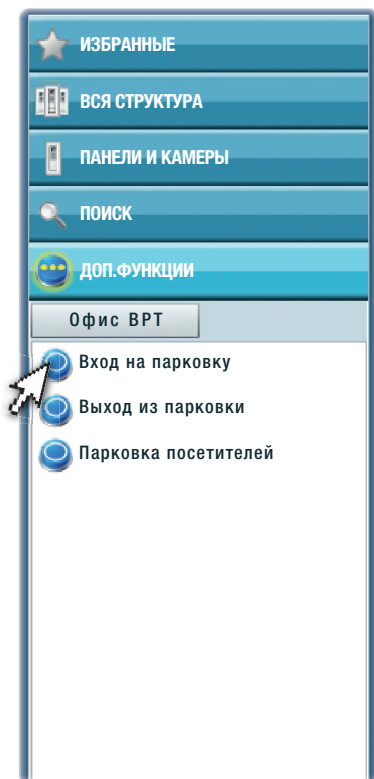 ИЗБРАННЫЕ
ВСЯ СТРУКТУРА
ПАНЕЛИ И КАМЕРЫ
ПОИСК
ДОП.ФУНКЦИИ
Офис BPT
Вход на парковку
Выход из парковки
Парковка посетителей